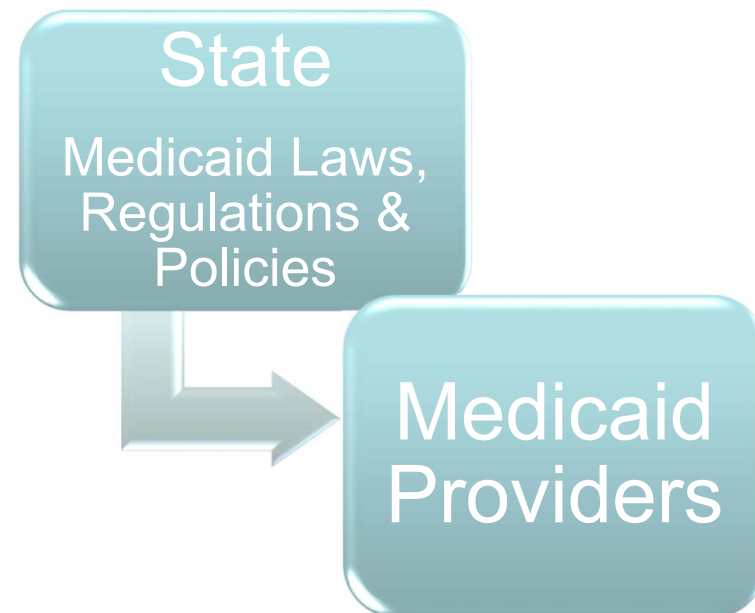 State
Medicaid Laws,
Regulations &
Policies
Medicaid
Providers